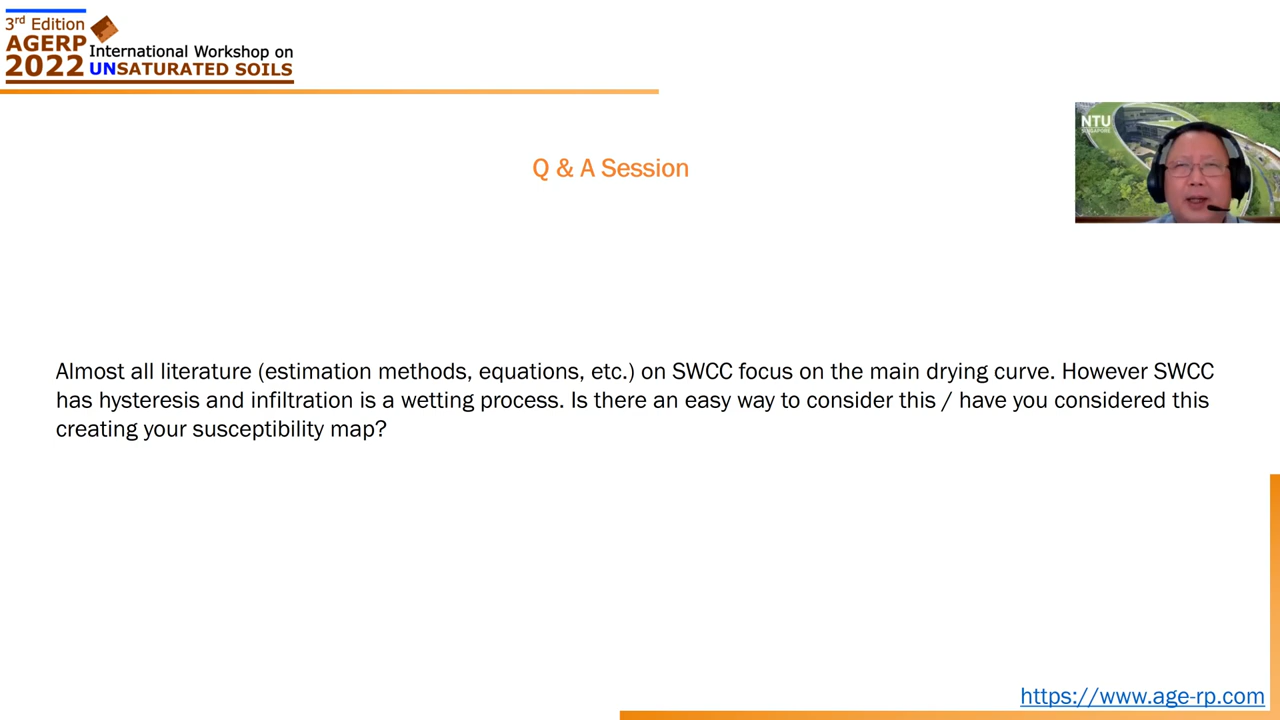 3rd Edition
AGERP
2022
International Workshop on
UNSATURATED SOILS
NTU
SINGAPORE
Q & A Session
Almost all literature (estimation methods, equations, etc.) on SWCC focus on the main drying curve. However SWCC
has hysteresis and infiltration is a wetting process. Is there an easy way to consider this / have you considered this
creating your susceptibility map?
https://www.age-rp.com